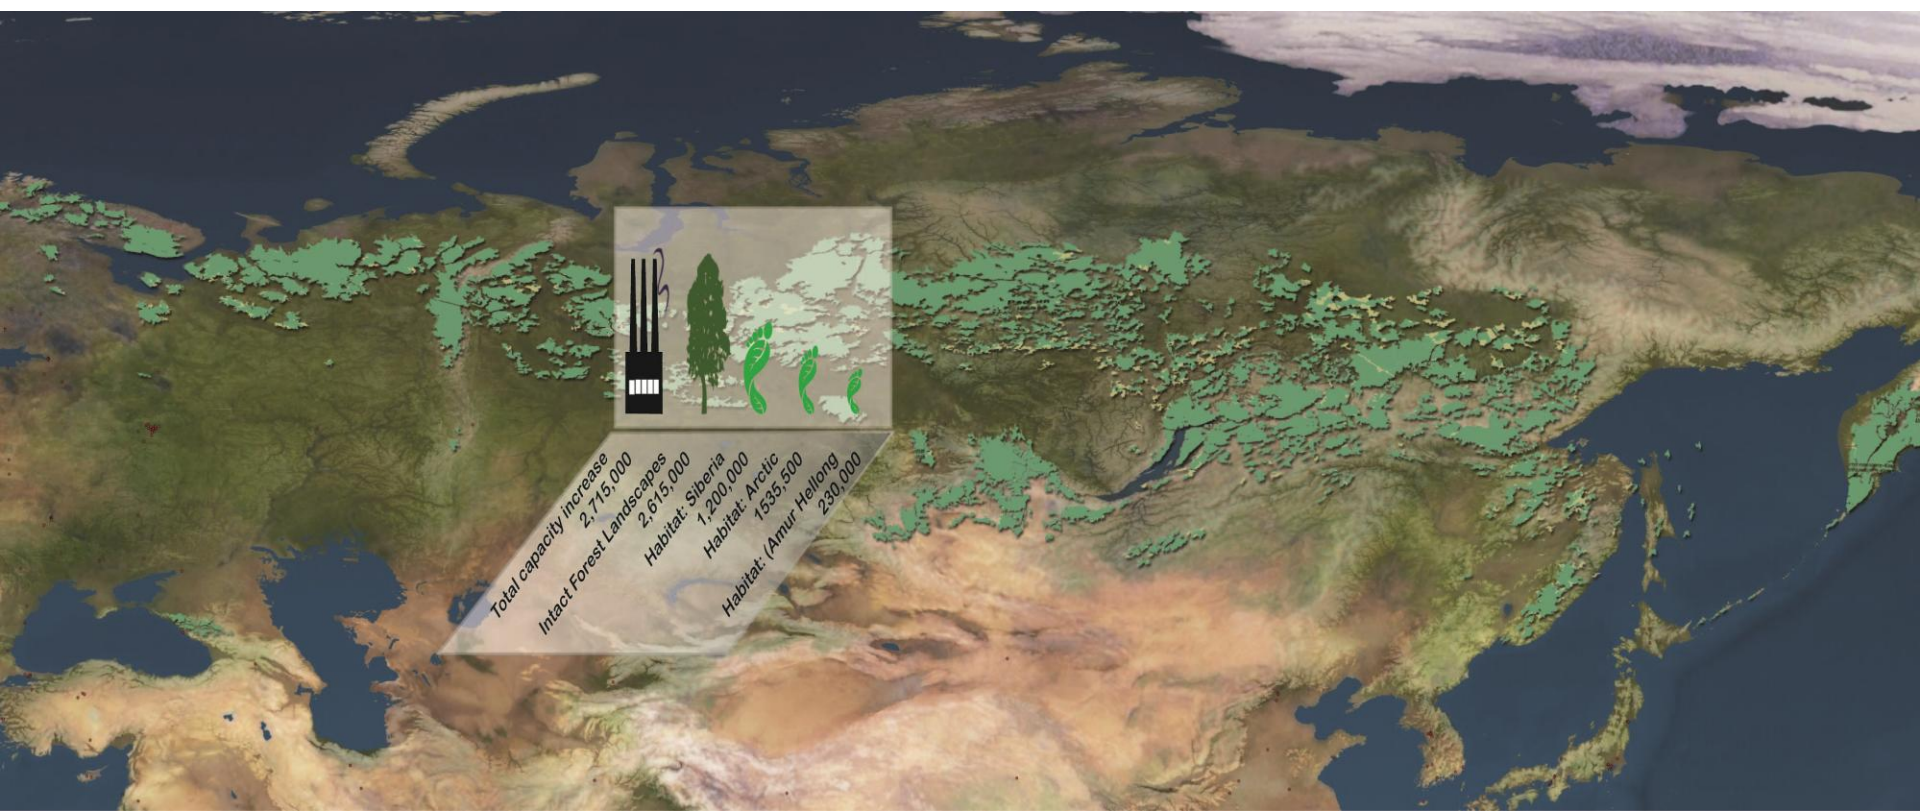 Total capacity increase
2,715,000
Intact Forest Landscapes
2,615,000
Habitat: Siberia
1,200,000
Habitat: Arctic
1535,500
Habitat: (Amur Hellong
230,000